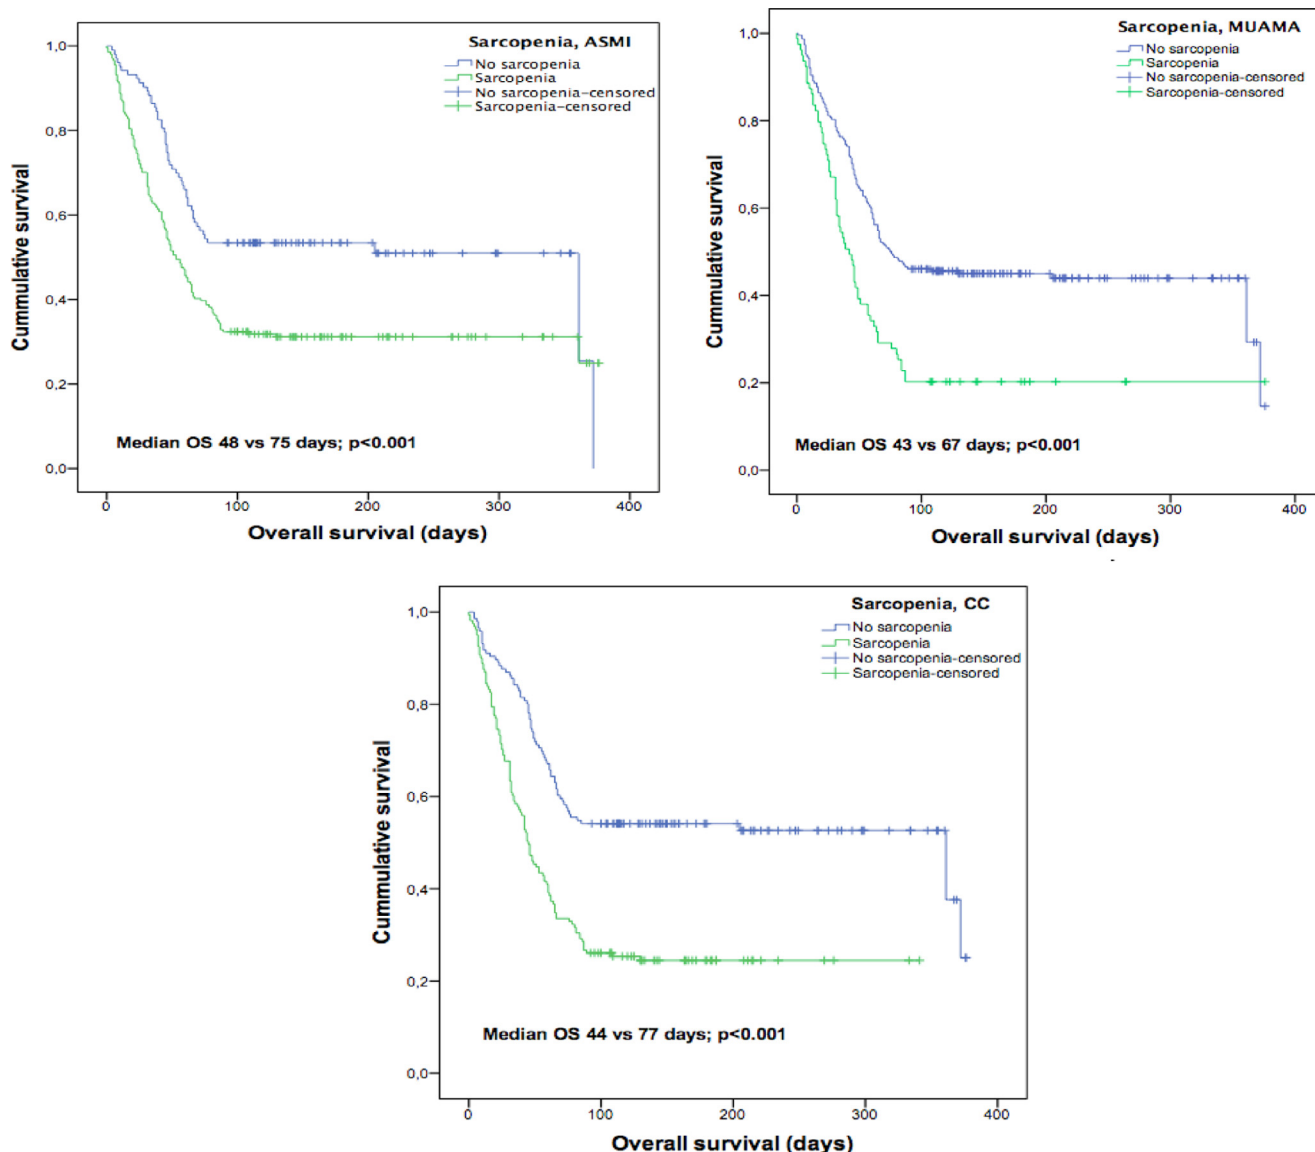 Sarcopenia, ASMI
No sarcopenia
Sarcopenia
No sarcopenia-censored
Sarcopenia-censored
1,0
0,8
0,6
0,4
0,2
0,0
Cummulative survival
Median OS 48 vs 75 days; p<0.001
0 100 200 300 400
Overall survival (days)
Sarcopenia, MUAMA
No sarcopenia
Sarcopenia
No sarcopenia-censored
Sarcopenia-censored
1,0
0,8
0,6
0,4
0,2
0,0
Cummulative survival
Median OS 43 vs 67 days; p<0.001
0 100 200 300 400
Overall survival (days)
Sarcopenia, CC
No sarcopenia
Sarcopenia
No sarcopenia-censored
Sarcopenia-censored
1,0
0,8
0,6
0,4
0,2
0,0
Cummulative survival
Median OS 44 vs 77 days; p<0.001
0 100 200 300 400
Overall survival (days)